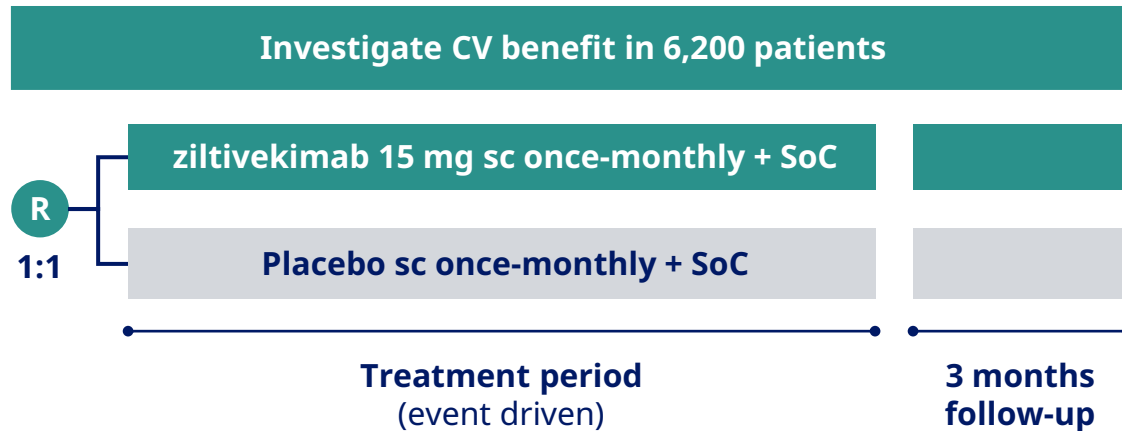 Investigate CV benefit in 6,200 patients
ziltivekimab 15 mg sc once-monthly + SoC
R
1:1
Placebo sc once-monthly + SoC
Treatment period
(event driven)
3 months
follow-up